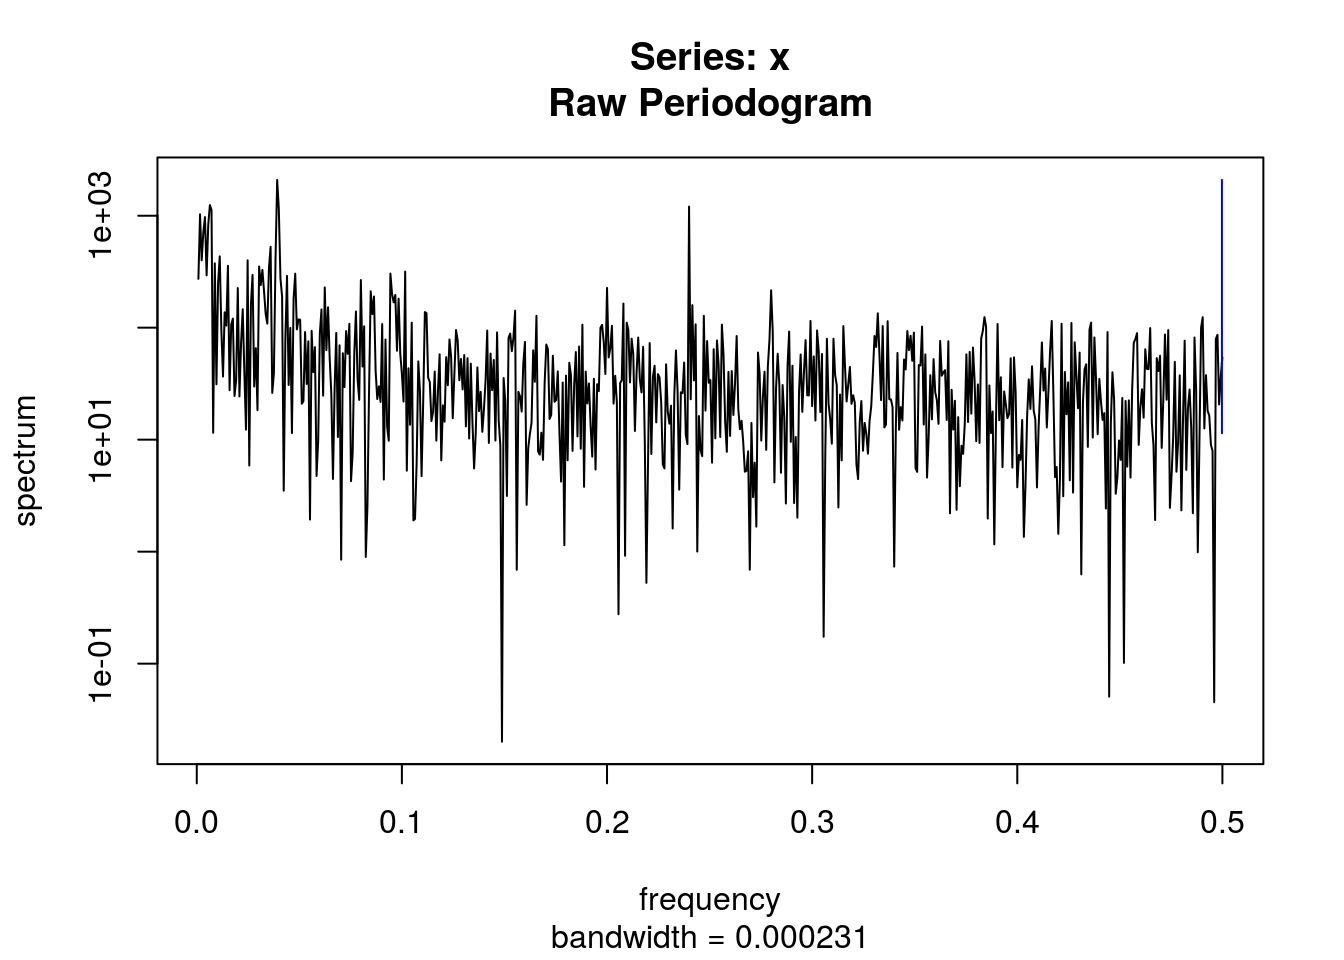 Series: x
Raw Periodogram
1e+03
1e+01
1e-01
spectrum
0.0 0.1 0.2 0.3 0.4 0.5
frequency
bandwidth = 0.000231